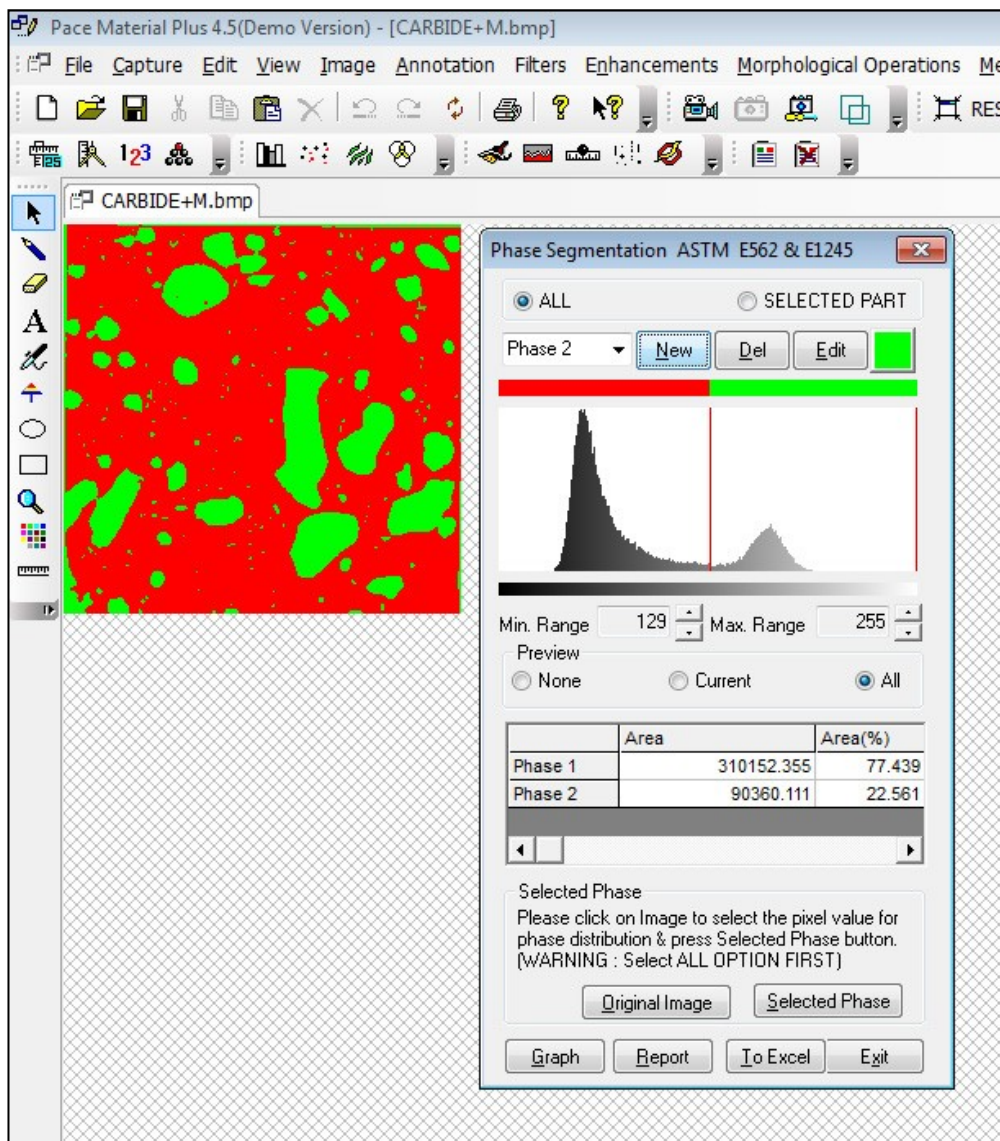 Pace Material Plus 4.5(Demo Version) - [CARBIDE+M.bmp]
File Capture Edit View Image Annotation Filters Enhancements Morphological Operations Me
RES
125 123
CARBIDE+M.bmp
A
Phase Segmentation ASTM E562 & E1245
ALL SELECTED PART
Phase 2 New Del Edit
Min. Range 129 Max. Range 255
Preview
None Current All
Area Area(%)
Phase 1 310152.355 77.439
Phase 2 90360.111 22.561
Selected Phase
Please click on Image to select the pixel value for
phase distribution & press Selected Phase button.
(WARNING : Select ALL OPTION FIRST)
Original Image Selected Phase
Graph Report To Excel Exit